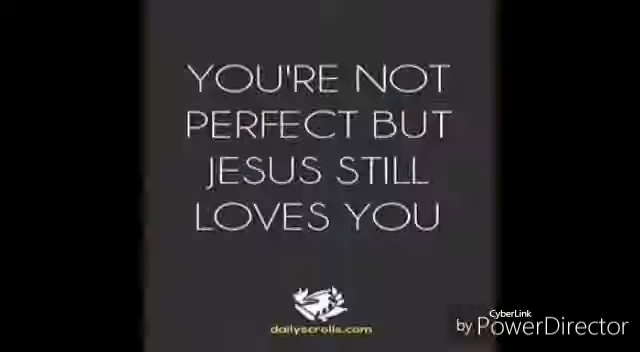 YOU'RE NOT
PERFECT BUT
JESUS STILL
LOVES YOU
dailyscrolls.com
CyberLink
by PowerDirector